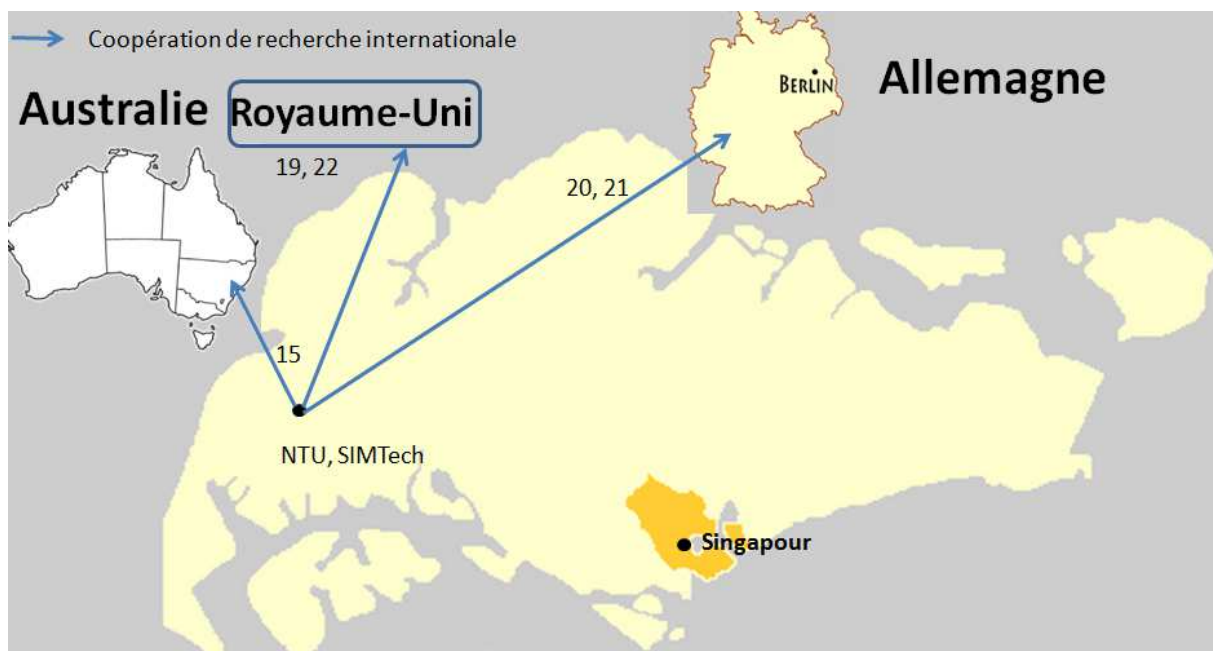 Coopération de recherche internationale
Australie
Royaume-Uni
Allemagne
BERLIN
19, 22
20, 21
15
NTU, SIMTech
Singapour